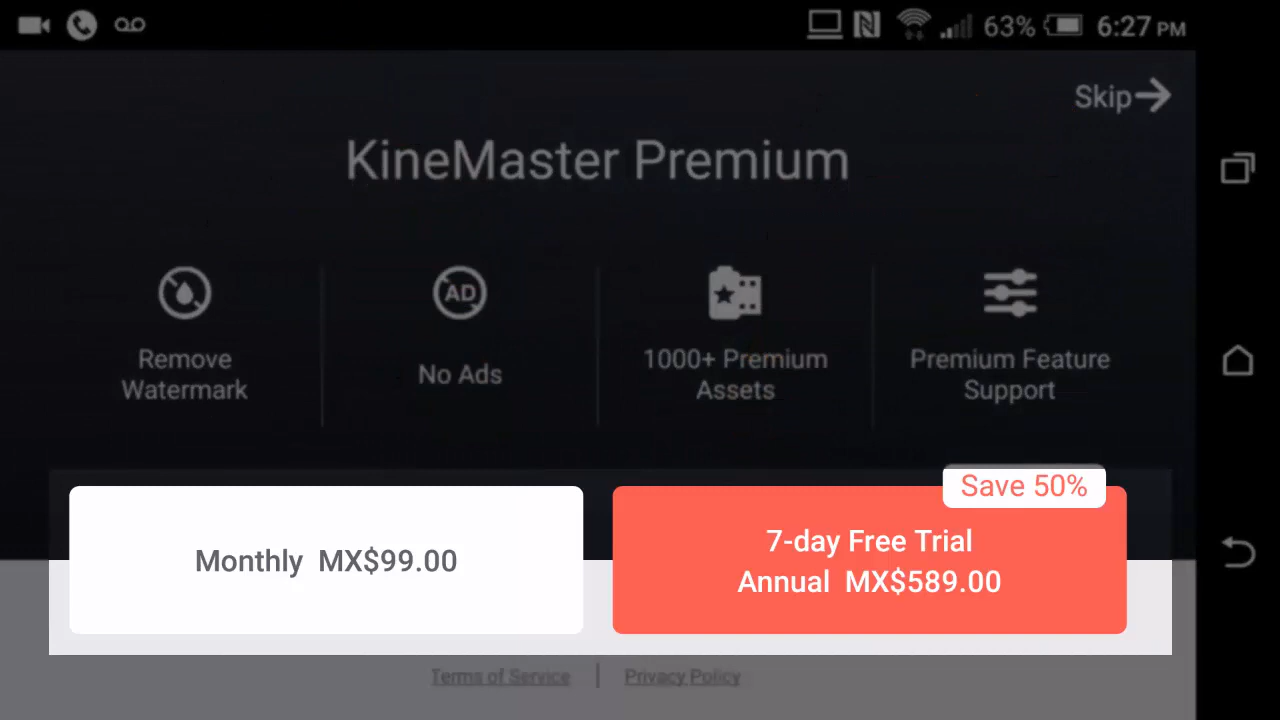 63% 6:27 PM
Skip
KineMaster Premium
AD
Remove
Watermark
No Ads
1000+ Premium
Assets
Premium Feature
Support
Save 50%
Monthly MX$99.00
7-day Free Trial
Annual MX$589.00
Terms of Service | Privacy Policy